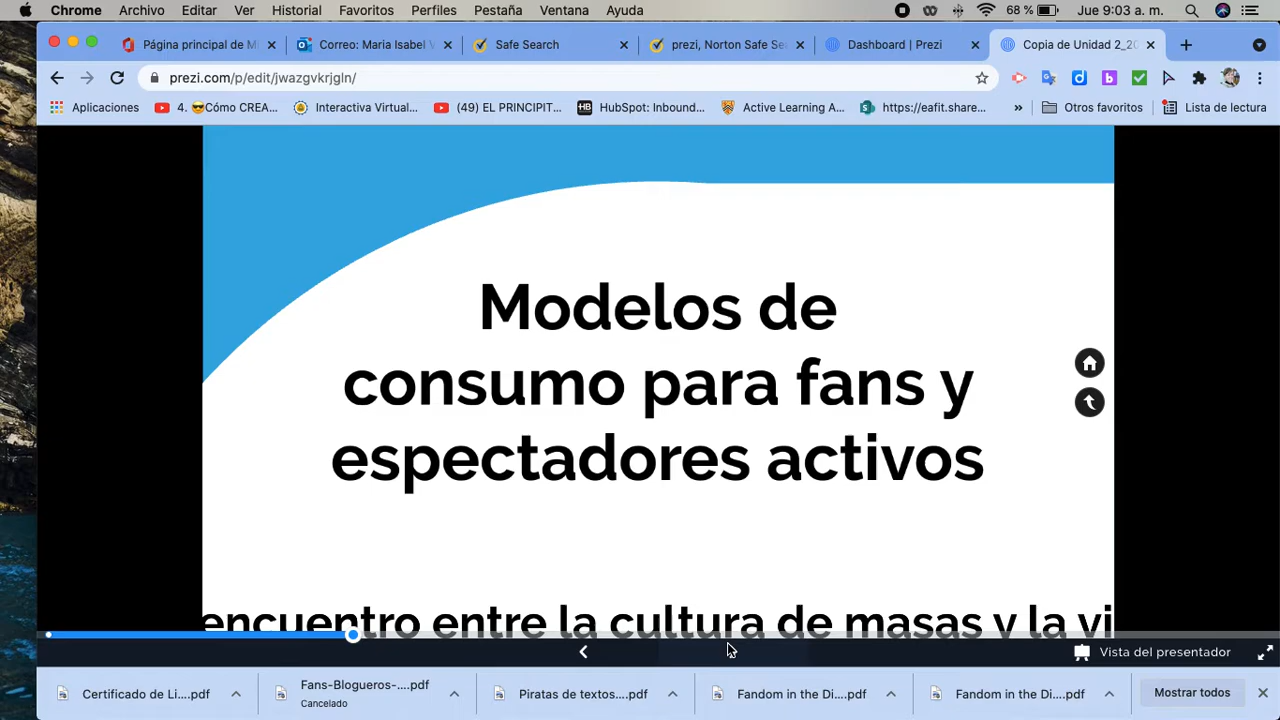 Chrome Archivo Editar Ver Historial Favoritos Perfiles Pestaña Ventana Ayuda 68 % Jue 9:03 a. m.
Página principal de M Correo: Maria Isabel V Safe Search prezi, Norton Safe Se Dashboard | Prezi Copia de Unidad 2_20
prezi.com/p/edit/jwazgvkrjgln/
Aplicaciones 4. 😎Cómo CREA... Interactiva Virtual... (49) EL PRINCIPIT... HubSpot: Inbound... Active Learning A... https://eafit.share... » Otros favoritos Lista de lectura
Modelos de
consumo para fans y
espectadores activos
encuentro entre la cultura de masas y la vi
Vista del presentador
Certificado de Li....pdf Fans-Blogueros-....pdf Piratas de textos....pdf Fandom in the Di....pdf Fandom in the Di....pdf Mostrar todos
Cancelado